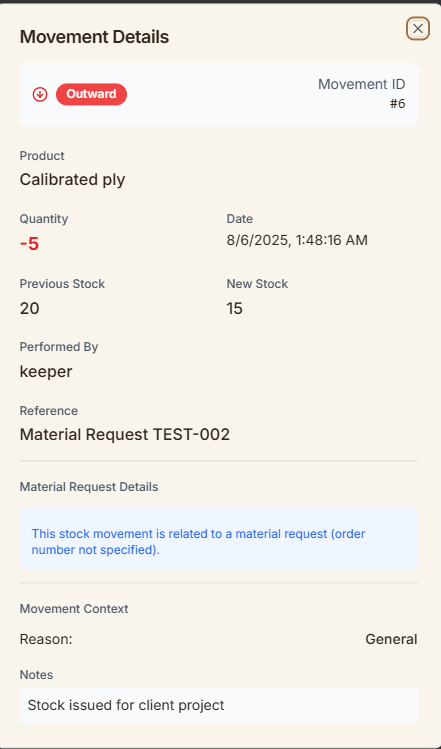 Movement Details
Outward
Movement ID
#6
Product
Calibrated ply
Quantity
Date
-5
8/6/2025, 1:48:16 AM
Previous Stock
New Stock
20
15
Performed By
keeper
Reference
Material Request TEST-002
Material Request Details
This stock movement is related to a material request (order
number not specified).
Movement Context
Reason:
General
Notes
Stock issued for client project